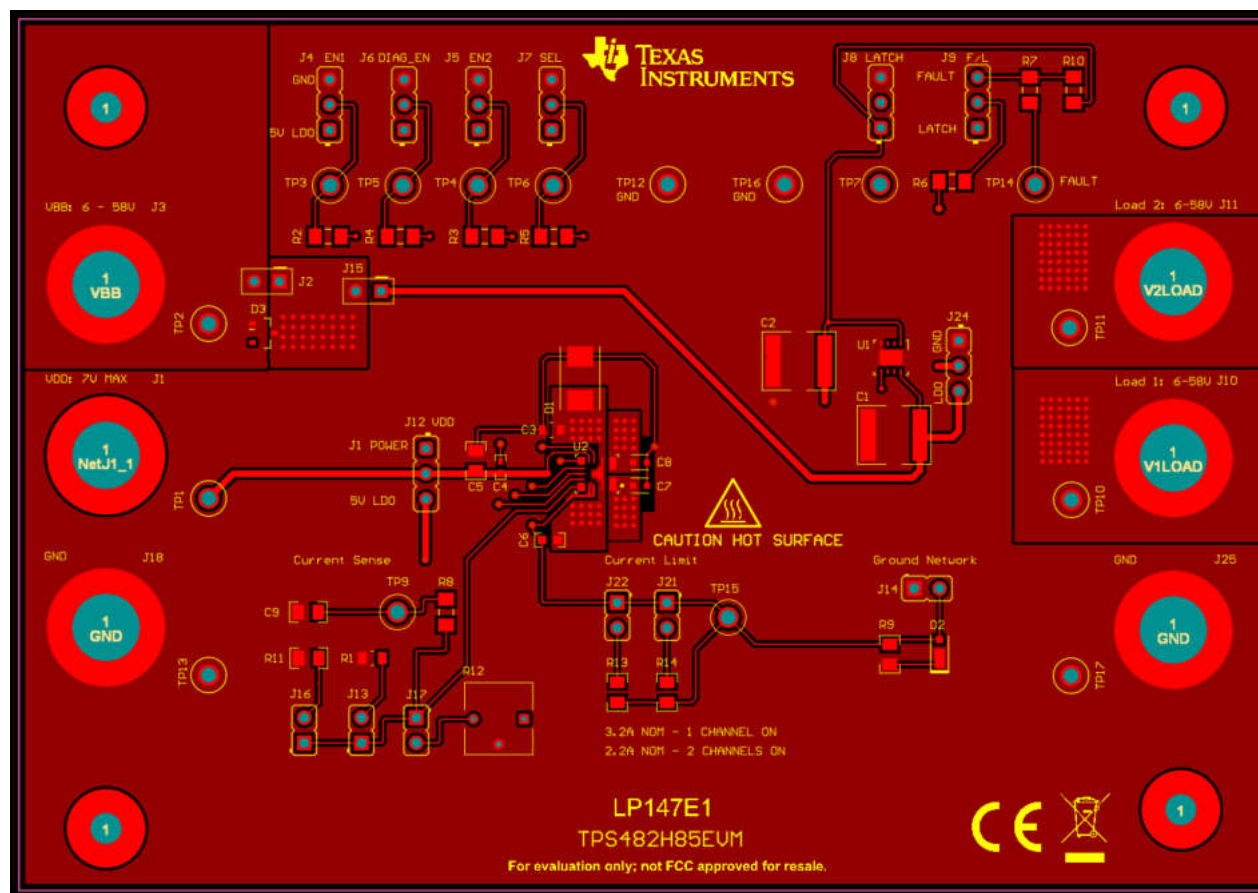 TEXAS
INSTRUMENTS
J4 EN1
J6 DIAG_EN
J5 EN2
J7 SEL
J8 LATCH
J9 F/L
R7
R10
GND
FAULT
5V LDO
LATCH
1
1
TP3
TP5
TP4
TP6
TP12
GND
TP16
GND
TP7
R6
TP14
FAULT
VBB: 6 - 58V J3
Load 2: 6-58V J11
R2
R4
R3
R5
1
VBB
J2
J15
1
V2LOAD
TP2
D3
C2
U1
J24
GND
LDO
TP11
VDD: 7V MAX J1
Load 1: 6-58V J10
D1
C1
J12 VDD
J1 POWER
5V LDO
C3
U2
C8
C7
C5
C4
C6
1
NetJ1_1
1
V1LOAD
TP1
TP10
CAUTION HOT SURFACE
GND
J18
Current Sense
Current Limit
Ground Network
GND
J25
TP9
R8
J22
J21
TP15
J14
C9
R9
D2
1
GND
1
GND
R11
R1
R12
R13
R14
TP13
TP17
J16
J13
J17
3.2A NOM - 1 CHANNEL ON
2.2A NOM - 2 CHANNELS ON
1
1
LP147E1
TPS482H85EVM
CE
For evaluation only; not FCC approved for resale.